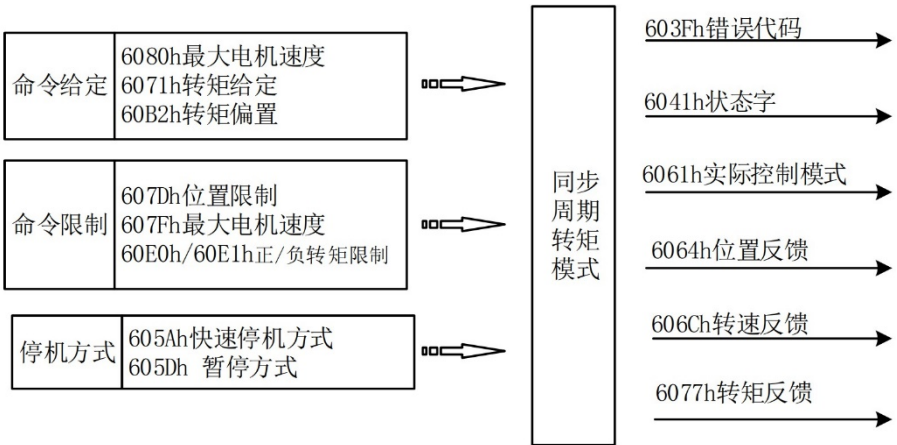 命令给定
6080h最大电机速度
6071h转矩给定
60B2h转矩偏置
命令限制
607Dh位置限制
607Fh最大电机速度
60E0h/60E1h正/负转矩限制
停机方式
605Ah快速停机方式
605Dh 暂停方式
同步
周期
转矩
模式
603Fh错误代码
6041h状态字
6061h实际控制模式
6064h位置反馈
606Ch转速反馈
6077h转矩反馈